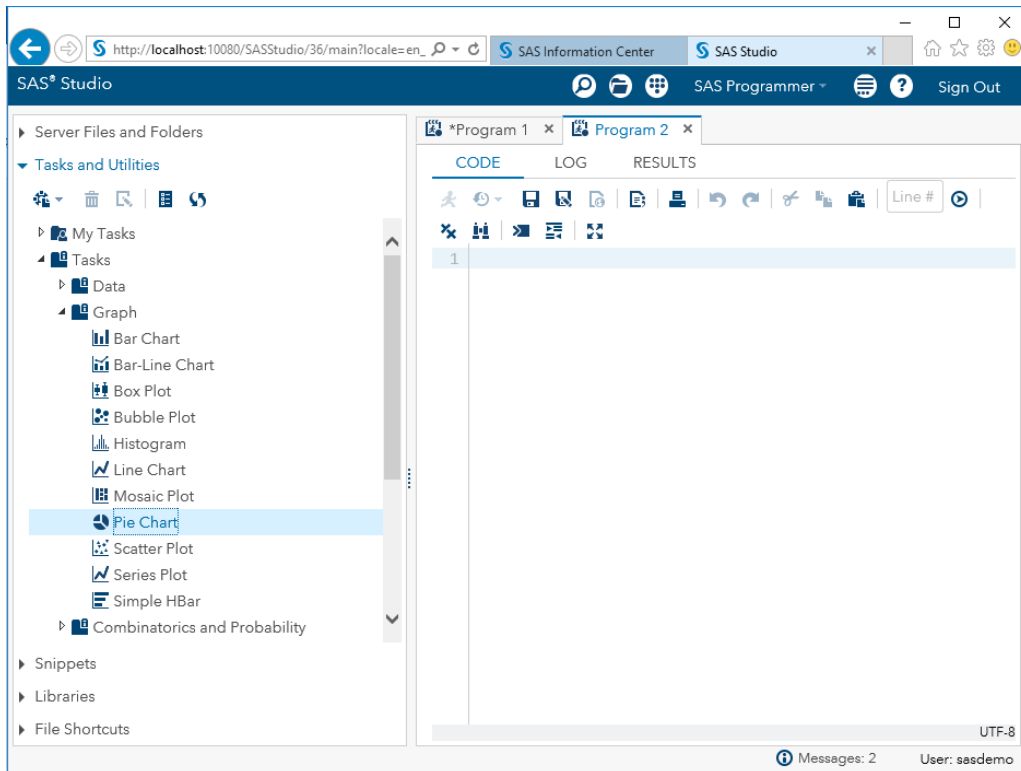 http://localhost:10080/SASStudio/36/main?locale=en_
SAS Information Center
SAS Studio
SAS® Studio
SAS Programmer
Sign Out
Server Files and Folders
Tasks and Utilities
My Tasks
Tasks
Data
Graph
Bar Chart
Bar-Line Chart
Box Plot
Bubble Plot
Histogram
Line Chart
Mosaic Plot
Pie Chart
Scatter Plot
Series Plot
Simple HBar
Combinatorics and Probability
Snippets
Libraries
File Shortcuts
*Program 1
Program 2
CODE LOG RESULTS
Line #
1
UTF-8
Messages: 2
User: sasdemo